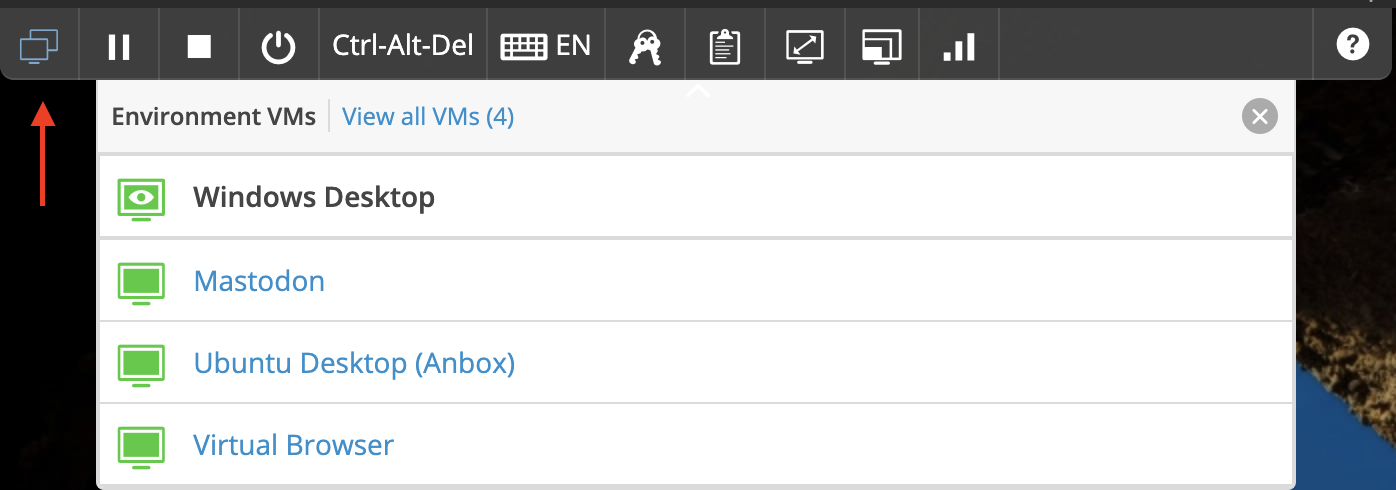 Ctrl-Alt-Del EN ?
Environment VMs View all VMs (4)
Windows Desktop
Mastodon
Ubuntu Desktop (Anbox)
Virtual Browser